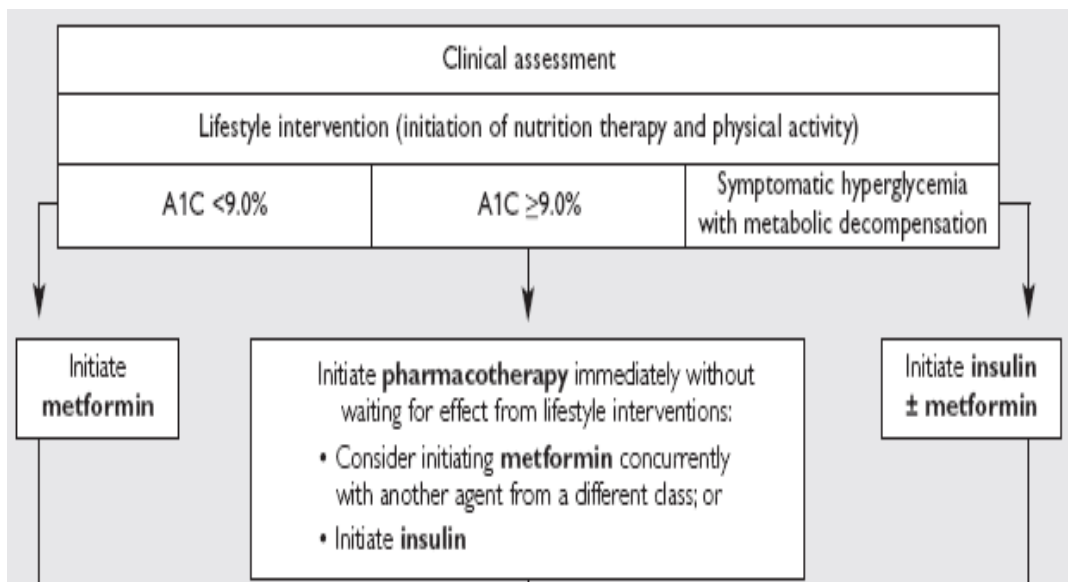 Clinical assessment
Lifestyle intervention (initiation of nutrition therapy and physical activity)
A1C <9.0%
A1C ≥9.0%
Symptomatic hyperglycemia
with metabolic decompensation
Initiate
metformin
Initiate pharmacotherapy immediately without
waiting for effect from lifestyle interventions:
• Consider initiating metformin concurrently
with another agent from a different class; or
• Initiate insulin
Initiate insulin
± metformin